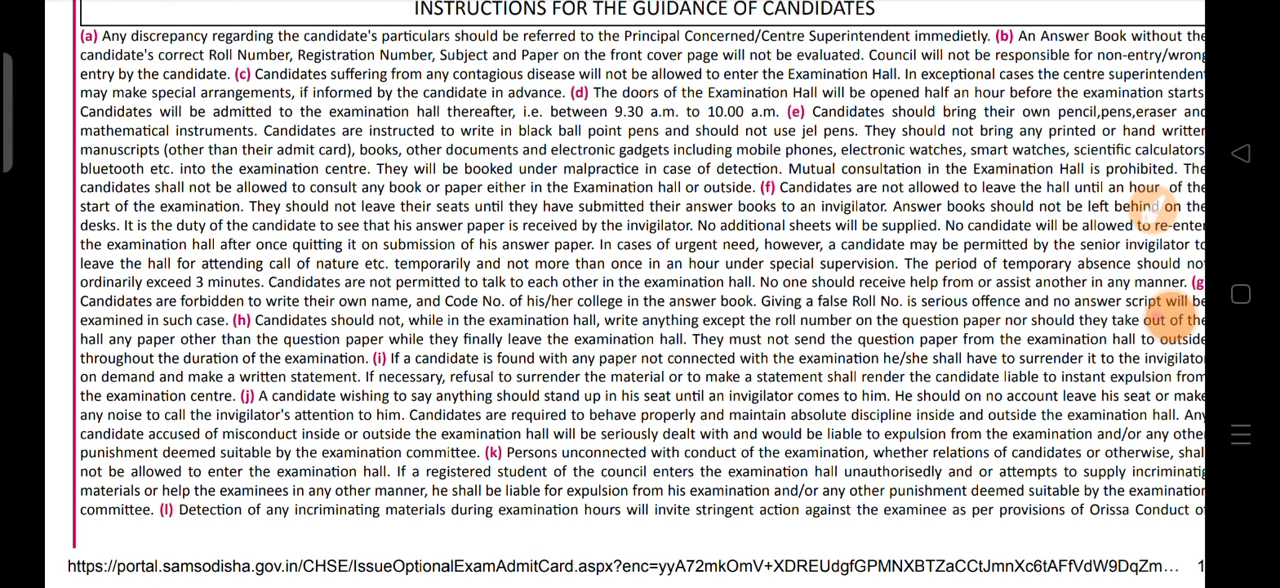 INSTRUCTIONS FOR THE GUIDANCE OF CANDIDATES
(a) Any discrepancy regarding the candidate's particulars should be referred to the Principal Concerned/Centre Superintendent immedietly. (b) An Answer Book without the
candidate's correct Roll Number, Registration Number, Subject and Paper on the front cover page will not be evaluated. Council will not be responsible for non-entry/wrong
entry by the candidate. (c) Candidates suffering from any contagious disease will not be allowed to enter the Examination Hall. In exceptional cases the centre superintenden
may make special arrangements, if informed by the candidate in advance. (d) The doors of the Examination Hall will be opened half an hour before the examination starts
Candidates will be admitted to the examination hall thereafter, i.e. between 9.30 a.m. to 10.00 a.m. (e) Candidates should bring their own pencil,pens,eraser and
mathematical instruments. Candidates are instructed to write in black ball point pens and should not use jel pens. They should not bring any printed or hand written
manuscripts (other than their admit card), books, other documents and electronic gadgets including mobile phones, electronic watches, smart watches, scientific calculators
bluetooth etc. into the examination centre. They will be booked under malpractice in case of detection. Mutual consultation in the Examination Hall is prohibited. The
candidates shall not be allowed to consult any book or paper either in the Examination hall or outside. (f) Candidates are not allowed to leave the hall until an hour of the
start of the examination. They should not leave their seats until they have submitted their answer books to an invigilator. Answer books should not be left behind on the
desks. It is the duty of the candidate to see that his answer paper is received by the invigilator. No additional sheets will be supplied. No candidate will be allowed to re-enter
the examination hall after once quitting it on submission of his answer paper. In cases of urgent need, however, a candidate may be permitted by the senior invigilator to
leave the hall for attending call of nature etc. temporarily and not more than once in an hour under special supervision. The period of temporary absence should no
ordinarily exceed 3 minutes. Candidates are not permitted to talk to each other in the examination hall. No one should receive help from or assist another in any manner. (g
Candidates are forbidden to write their own name, and Code No. of his/her college in the answer book. Giving a false Roll No. is serious offence and no answer script will be
examined in such case. (h) Candidates should not, while in the examination hall, write anything except the roll number on the question paper nor should they take out of the
hall any paper other than the question paper while they finally leave the examination hall. They must not send the question paper from the examination hall to outside
throughout the duration of the examination. (i) If a candidate is found with any paper not connected with the examination he/she shall have to surrender it to the invigilato
on demand and make a written statement. If necessary, refusal to surrender the material or to make a statement shall render the candidate liable to instant expulsion from
the examination centre. (j) A candidate wishing to say anything should stand up in his seat until an invigilator comes to him. He should on no account leave his seat or make
any noise to call the invigilator's attention to him. Candidates are required to behave properly and maintain absolute discipline inside and outside the examination hall. Any
candidate accused of misconduct inside or outside the examination hall will be seriously dealt with and would be liable to expulsion from the examination and/or any othe
punishment deemed suitable by the examination committee. (k) Persons unconnected with conduct of the examination, whether relations of candidates or otherwise, shal
not be allowed to enter the examination hall. If a registered student of the council enters the examination hall unauthorisedly and or attempts to supply incriminatig
materials or help the examinees in any other manner, he shall be liable for expulsion from his examination and/or any other punishment deemed suitable by the examination
committee. (l) Detection of any incriminating materials during examination hours will invite stringent action against the examinee as per provisions of Orissa Conduct o
https://portal.samsodisha.gov.in/CHSE/IssueOptionalExamAdmitCard.aspx?enc=yyA72mkOmV+XDREUdgfGPMNXBTZaCCtJmnXc6tAFfVdW9DqZm... 1